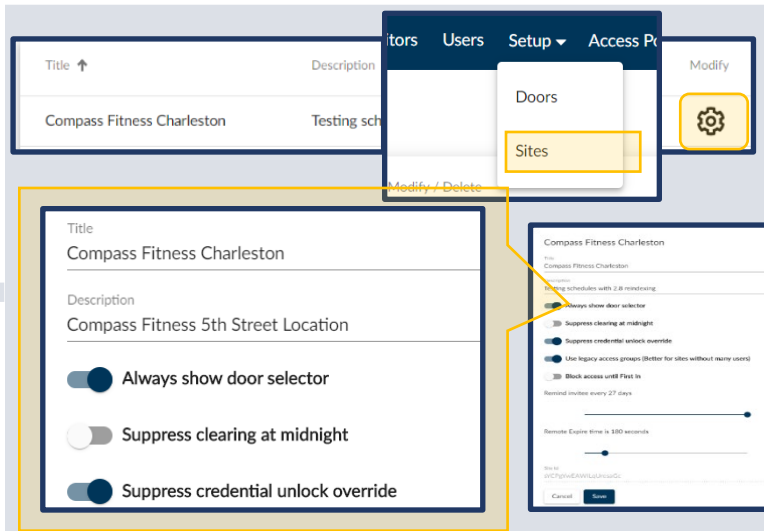 itors Users Setup Access Po
Title Description Modify
Doors
Compass Fitness Charleston Testing sch
Sites
Modify / Delete
Title
Compass Fitness Charleston
Description
Compass Fitness 5th Street Location
Always show door selector
Suppress clearing at midnight
Suppress credential unlock override
Compass Fitness Charleston
Title
Compass Fitness Charleston
Description
Testing schedules with 2.8 reindexing
Always show door selector
Suppress clearing at midnight
Suppress credential unlock override
Use legacy access groups (Better for sites without many users)
Block access until First In
Remind invitee every 27 days
Remote Expire time is 180 seconds
Site Id
Cancel Save